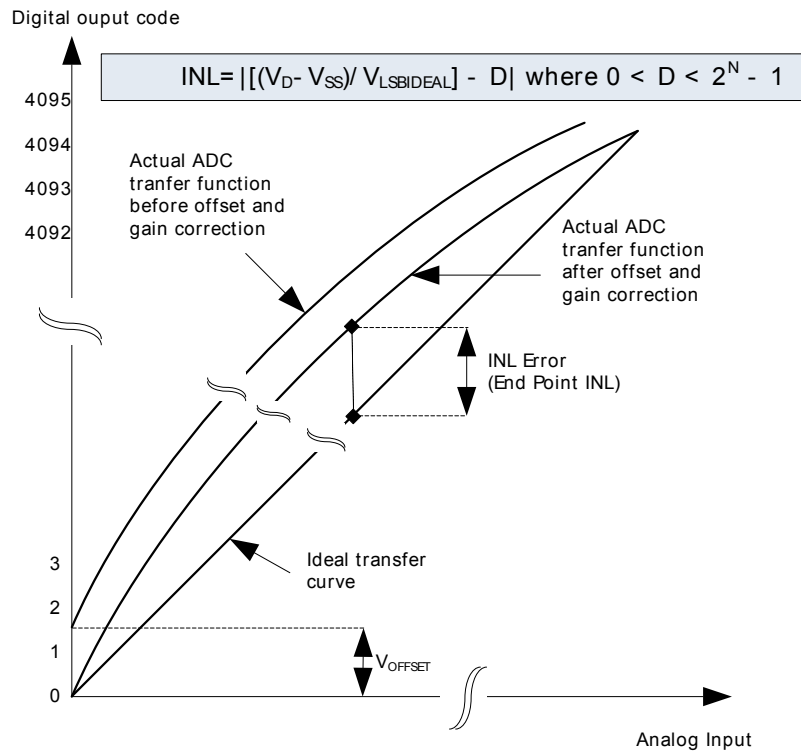 Digital ouput code
INL= |[(V_D- V_SS)/ V_LSBIDEAL] - D| where 0 < D < 2^N - 1
4095
4094
4093
4092
Actual ADC
tranfer function
before offset and
gain correction
Actual ADC
tranfer function
after offset and
gain correction
INL Error
(End Point INL)
Ideal transfer
curve
3
2
1
0
V_OFFSET
Analog Input